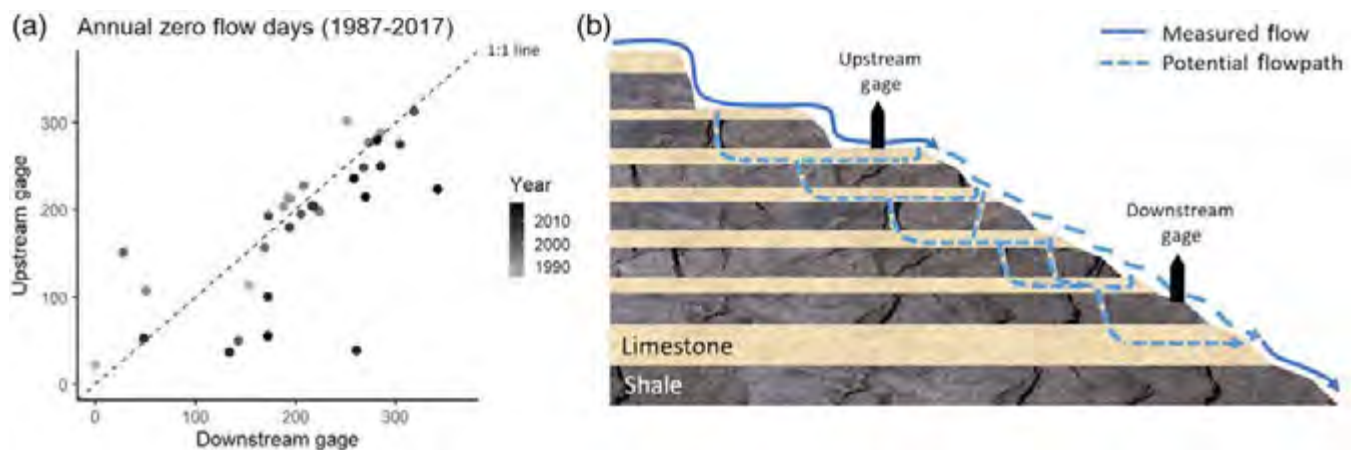 (a) Annual zero flow days (1987-2017)
1:1 line
Upstream gage
300
200
100
0
0 100 200 300
Downstream gage
Year
2010
2000
1990
(b)
Measured flow
Potential flowpath
Upstream
gage
Downstream
gage
Limestone
Shale